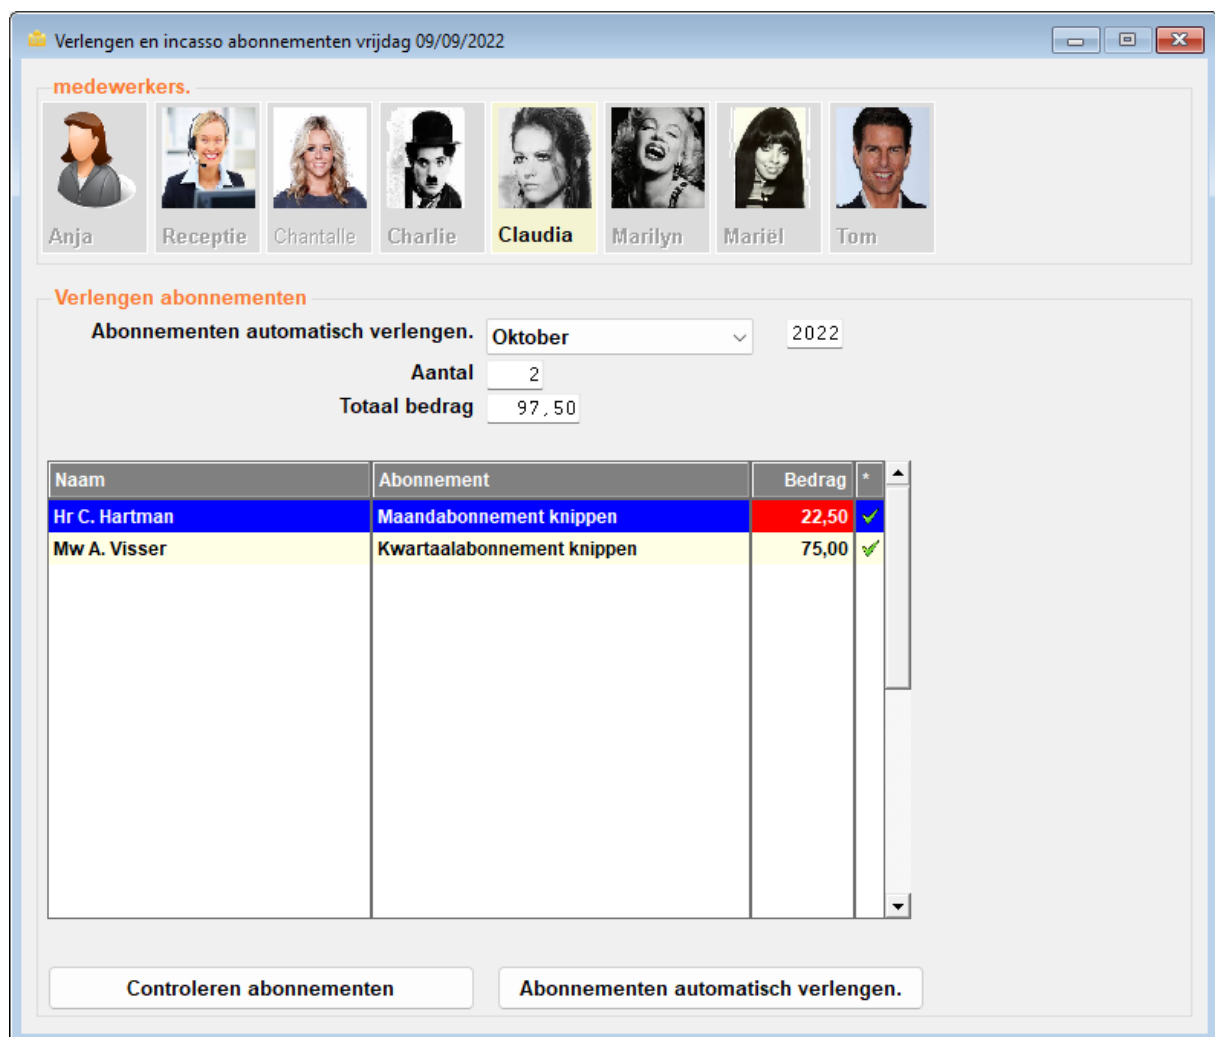 Verlengen en incasso abonnementen vrijdag 09/09/2022
medewerkers.
Anja Receptie Chantalle Charlie Claudia Marilyn Mariël Tom
Verlengen abonnementen
Abonnementen automatisch verlengen. Oktober 2022
Aantal 2
Totaal bedrag 97,50
Naam Abonnement Bedrag *
Hr C. Hartman Maandabonnement knippen 22,50
Mw A. Visser Kwartaalabonnement knippen 75,00
Controleren abonnementen Abonnementen automatisch verlengen.